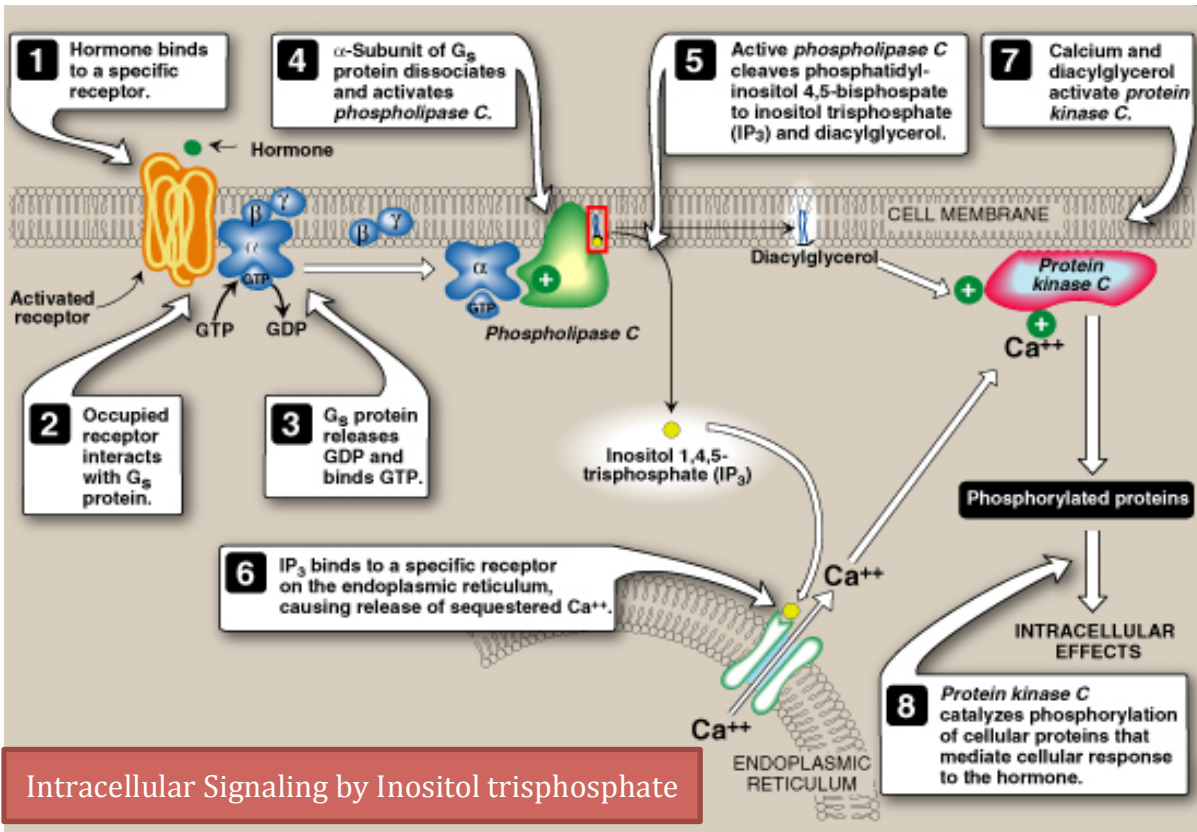 1
Hormone binds
to a specific
receptor.
4
α-Subunit of Gs
protein dissociates
and activates
phospholipase C.
5
Active phospholipase C
cleaves phosphatidyl-
inositol 4,5-bisphospate
to inositol trisphosphate
(IP3) and diacylglycerol.
7
Calcium and
diacylglycerol
activate protein
kinase C.
Hormone
β γ
α
GTP
β γ
α
GTP
+
CELL MEMBRANE
Diacylglycerol
Activated
receptor
GTP
GDP
Phospholipase C
+
Protein
kinase C
+
Ca++
2
Occupied
receptor
interacts
with Gs
protein.
3
Gs protein
releases
GDP and
binds GTP.
Inositol 1,4,5-
trisphosphate (IP3)
Phosphorylated proteins
6
IP3 binds to a specific receptor
on the endoplasmic reticulum,
causing release of sequestered Ca++.
Ca++
INTRACELLULAR
EFFECTS
Ca++
ENDOPLASMIC
RETICULUM
8
Protein kinase C
catalyzes phosphorylation
of cellular proteins that
mediate cellular response
to the hormone.
Intracellular Signaling by Inositol trisphosphate